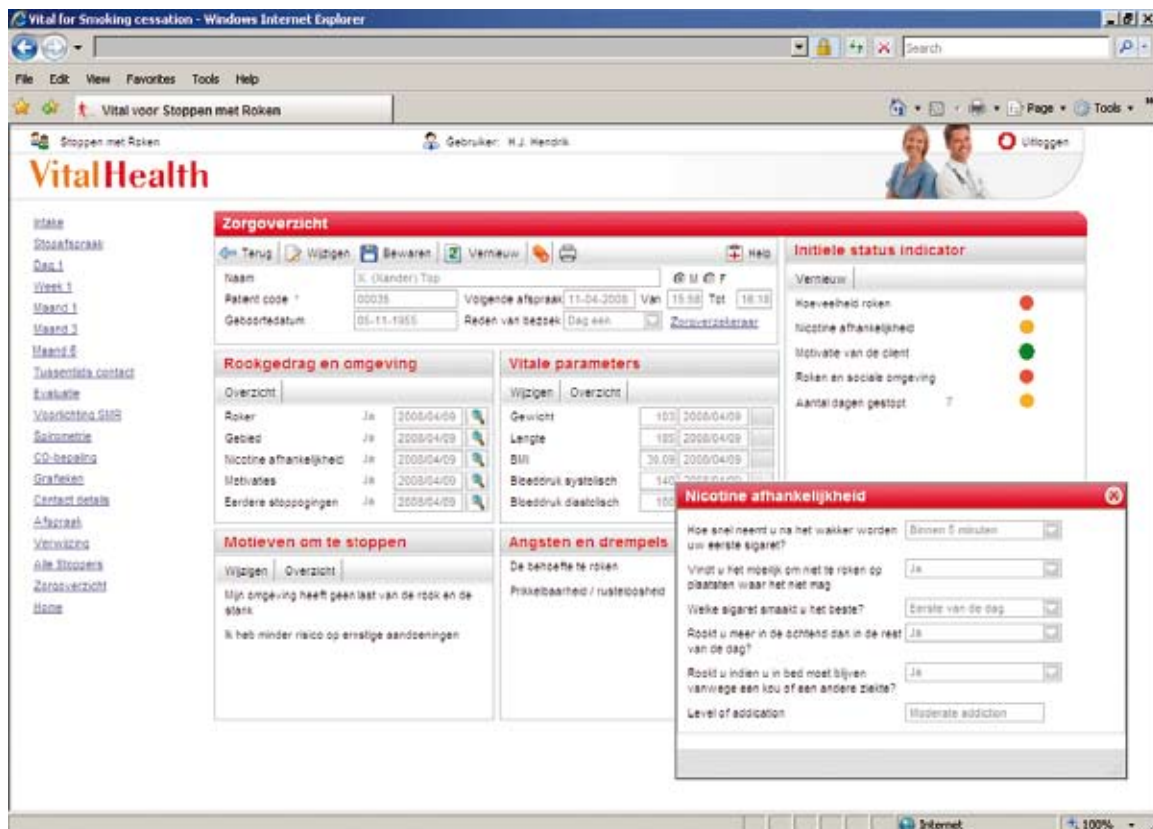 Vital for Smoking cessation - Windows Internet Explorer
Search
File Edit View Favorites Tools Help
Vital voor Stoppen met Roken
Page Tools
Stoppen met Roken
Gebruiker: H.J. Hendrik
Uitloggen
VitalHealth
Intake
Stopafspraak
Dag 1
Week 1
Maand 1
Maand 3
Maand 6
Tussentijds contact
Evaluatie
Voorlichting SMR
Spirometrie
CO-bepaling
Grafieken
Contact details
Afspraak
Verwijzing
Alle Stoppers
Zorgoverzicht
Home
Zorgoverzicht
Terug Wijzigen Bewaren Vernieuw Help
Naam (Xander) Top M F
Patient code * 00035 Volgende afspraak 11-04-2008 Van 15:58 Tot 16:18
Geboortedatum 05-11-1955 Reden van bezoek Dag een Zorgverzekeraar
Rookgedrag en omgeving
Overzicht
Roker Ja 2008/04/09
Gebied Ja 2008/04/09
Nicotine afhankelijkheid Ja 2008/04/09
Motivaties Ja 2008/04/09
Eerdere stoppogingen Ja 2008/04/09
Vitale parameters
Wijzigen Overzicht
Gewicht 103 2008/04/09
Lengte 185 2008/04/09
BMI 30.09 2008/04/09
Bloeddruk systolisch 140
Bloeddruk diastolisch 100
Initiele status indicator
Vernieuw
Hoeveelheid roken
Nicotine afhankelijkheid
Motivatie van de client
Roken en sociale omgeving
Aantal dagen gestopt 7
Motieven om te stoppen
Wijzigen Overzicht
Mijn omgeving heeft geen last van de rook en de
stank
Ik heb minder risico op ernstige aandoeningen
Angsten en drempels
De behoefte te roken
Prikkelbaarheid / rusteloosheid
Nicotine afhankelijkheid
Hoe snel neemt u na het wakker worden Binnen 5 minuten
uw eerste sigaret?
Vindt u het moeilijk om niet te roken op Ja
plaatsten waar het niet mag
Welke sigaret smaakt u het beste? Eerste van de dag
Rookt u meer in de ochtend dan in de rest Ja
van de dag?
Rookt u indien u in bed moet blijven Ja
vanwege een kou of een andere ziekte?
Level of addication Moderate addiction
Internet 100%